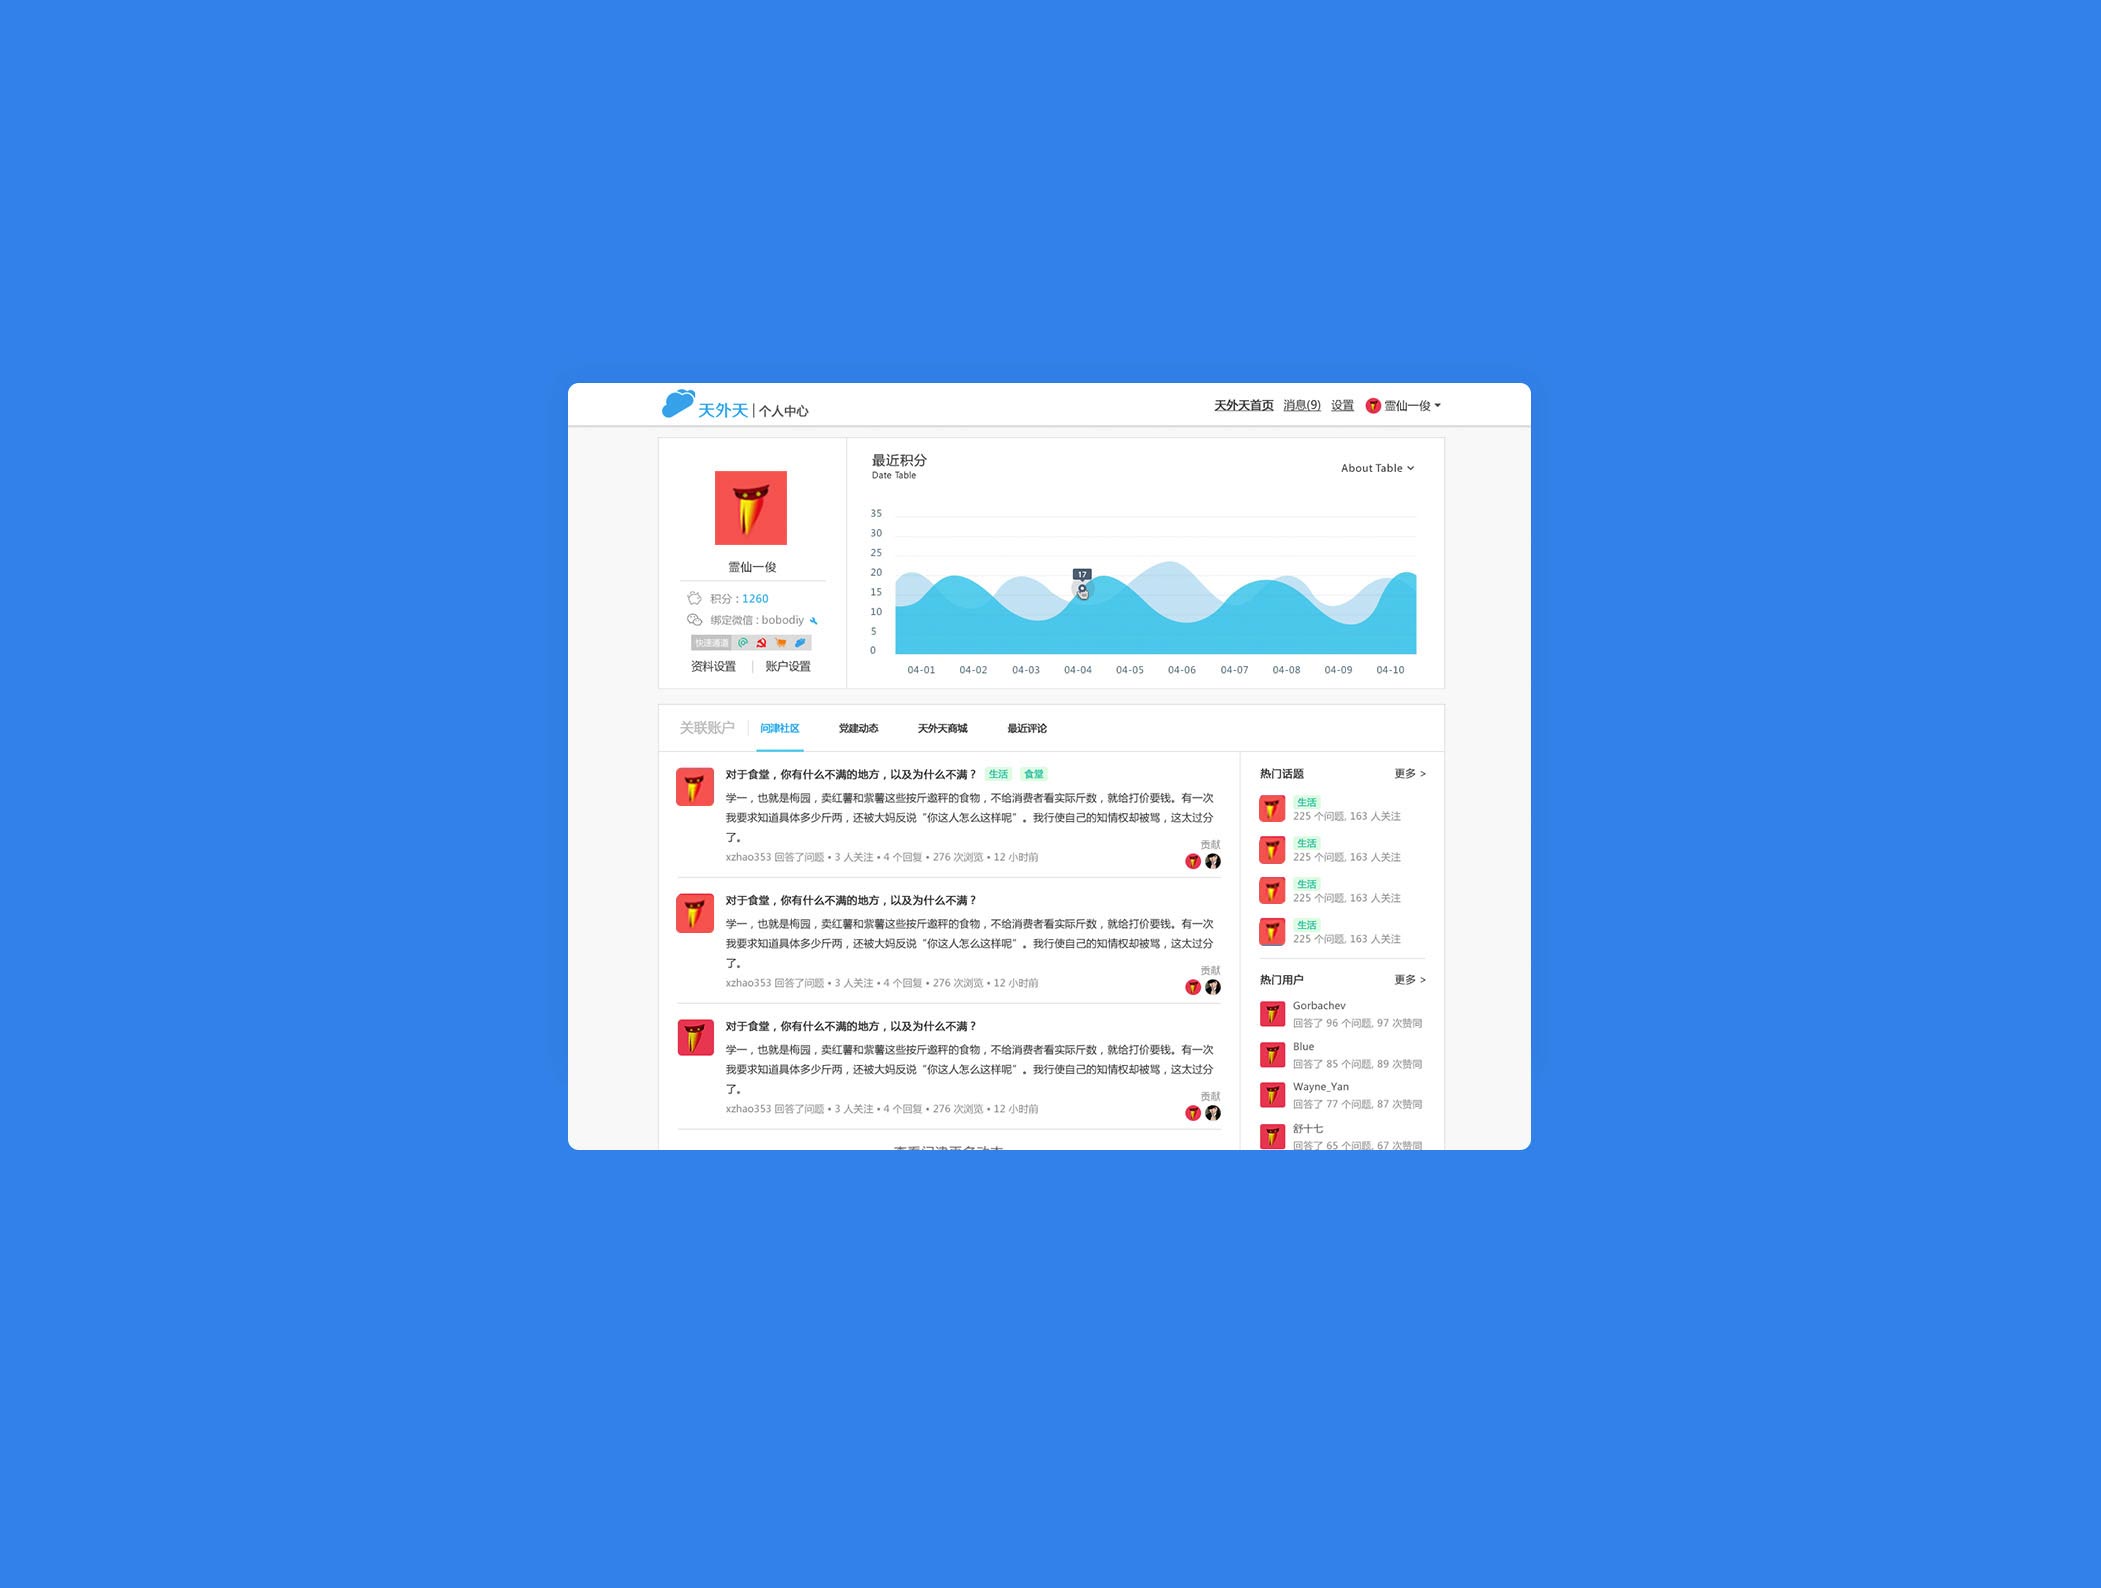 天外天 | 个人中心
天外天首页 消息(9) 设置 霊仙一俊
霊仙一俊
积分 : 1260
绑定微信 : bobodiy
快速通道
资料设置 | 账户设置
最近积分
Date Table
About Table
35
30
25
20
15
10
5
0
17
04-01 04-02 04-03 04-04 04-05 04-06 04-07 04-08 04-09 04-10
关联账户 问津社区 党建动态 天外天商城 最近评论
对于食堂，你有什么不满的地方，以及为什么不满？ 生活 食堂
学一，也就是梅园，卖红薯和紫薯这些按斤邀秤的食物，不给消费者看实际斤数，就给打价要钱。有一次
我要求知道具体多少斤两，还被大妈反说“你这人怎么这样呢”。我行使自己的知情权却被骂，这太过分
了。
贡献
xzhao353 回答了问题 • 3 人关注 • 4 个回复 • 276 次浏览 • 12 小时前
对于食堂，你有什么不满的地方，以及为什么不满？
学一，也就是梅园，卖红薯和紫薯这些按斤邀秤的食物，不给消费者看实际斤数，就给打价要钱。有一次
我要求知道具体多少斤两，还被大妈反说“你这人怎么这样呢”。我行使自己的知情权却被骂，这太过分
了。
贡献
xzhao353 回答了问题 • 3 人关注 • 4 个回复 • 276 次浏览 • 12 小时前
对于食堂，你有什么不满的地方，以及为什么不满？
学一，也就是梅园，卖红薯和紫薯这些按斤邀秤的食物，不给消费者看实际斤数，就给打价要钱。有一次
我要求知道具体多少斤两，还被大妈反说“你这人怎么这样呢”。我行使自己的知情权却被骂，这太过分
了。
贡献
xzhao353 回答了问题 • 3 人关注 • 4 个回复 • 276 次浏览 • 12 小时前
热门话题 更多 >
生活
225 个问题, 163 人关注
生活
225 个问题, 163 人关注
生活
225 个问题, 163 人关注
生活
225 个问题, 163 人关注
热门用户 更多 >
Gorbachev
回答了 96 个问题, 97 次赞同
Blue
回答了 85 个问题, 89 次赞同
Wayne_Yan
回答了 77 个问题, 87 次赞同
舒十七
回答了 65 个问题, 67 次赞同